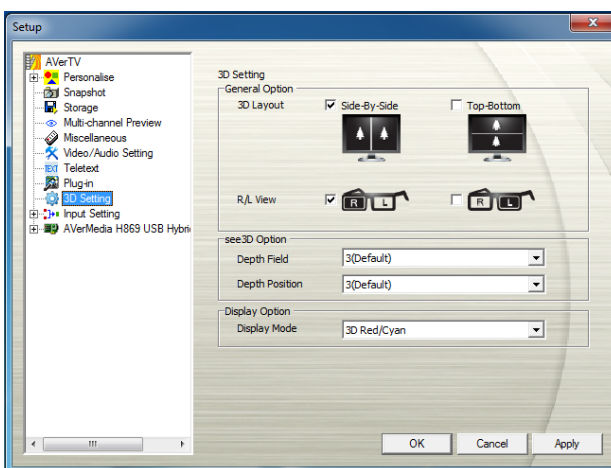 Setup
AVerTV
Personalise
Snapshot
Storage
Multi-channel Preview
Miscellaneous
Video/Audio Setting
TEXT Teletext
Plug-in
3D Setting
Input Setting
AVerMedia H869 USB Hybri
3D Setting
General Option
3D Layout
Side-By-Side
Top-Bottom
R/L View
R L
R L
see3D Option
Depth Field
3(Default)
Depth Position
3(Default)
Display Option
Display Mode
3D Red/Cyan
OK
Cancel
Apply